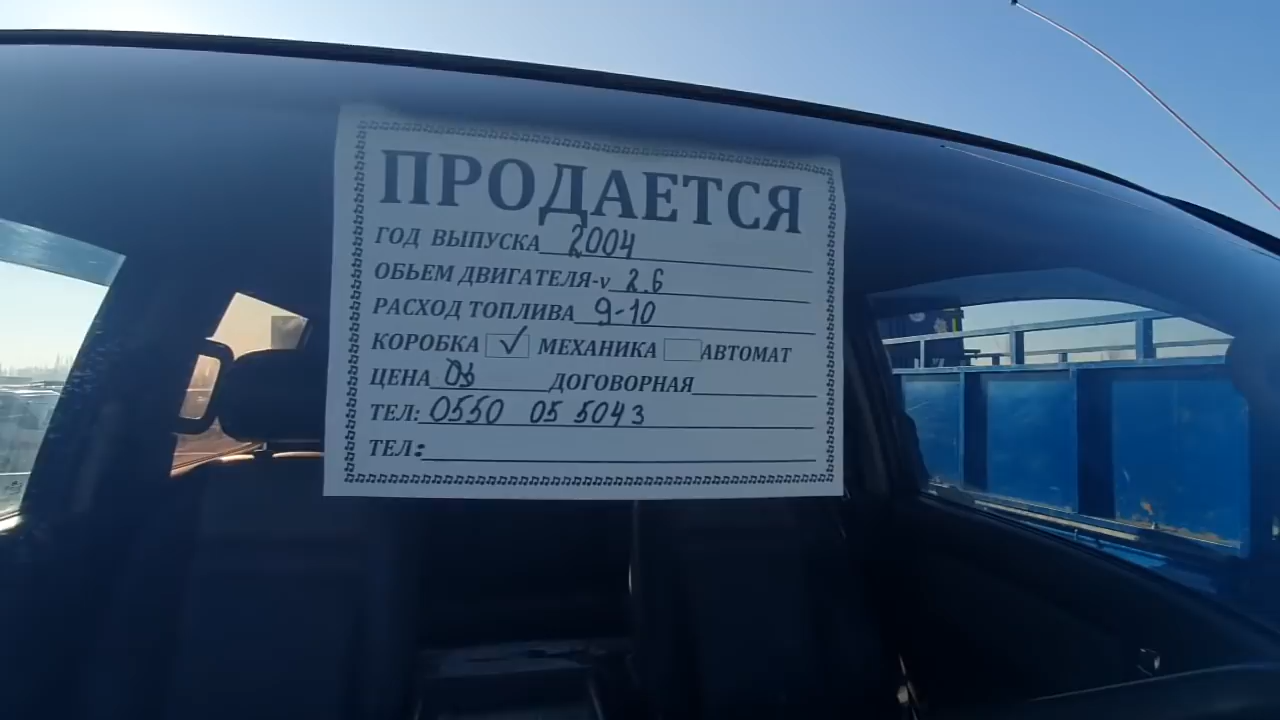 ПРОДАЕТСЯ
ГОД ВЫПУСКА 2004
ОБЬЕМ ДВИГАТЕЛЯ-v 2.6
РАСХОД ТОПЛИВА 9-10
КОРОБКА ✓ МЕХАНИКА АВТОМАТ
ЦЕНА ДОГОВОРНАЯ
ТЕЛ: 0550 05 5043
ТЕЛ: